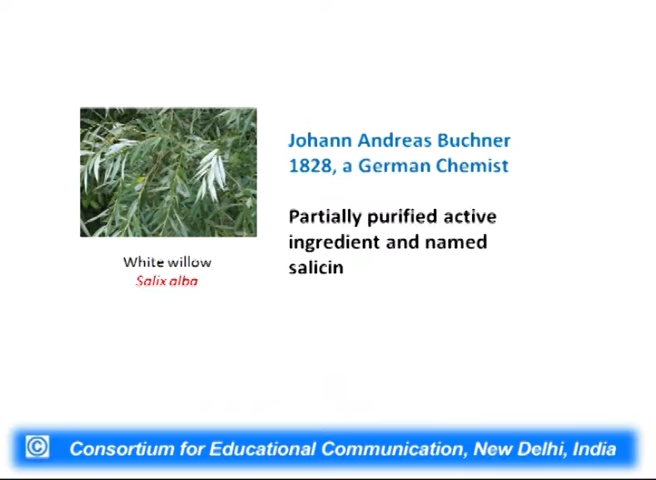 Johann Andreas Buchner
1828, a German Chemist
Partially purified active
ingredient and named
salicin
White willow
Salix alba
© Consortium for Educational Communication, New Delhi, India